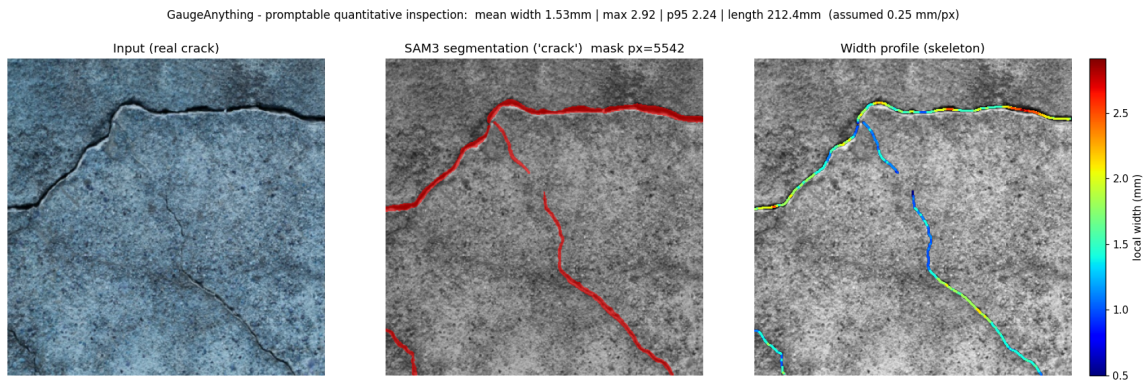 GaugeAnything - promptable quantitative inspection:  mean width 1.53mm | max 2.92 | p95 2.24 | length 212.4mm  (assumed 0.25 mm/px)
Input (real crack)
SAM3 segmentation ('crack')  mask px=5542
Width profile (skeleton)
2.5
2.0
1.5
1.0
0.5
local width (mm)